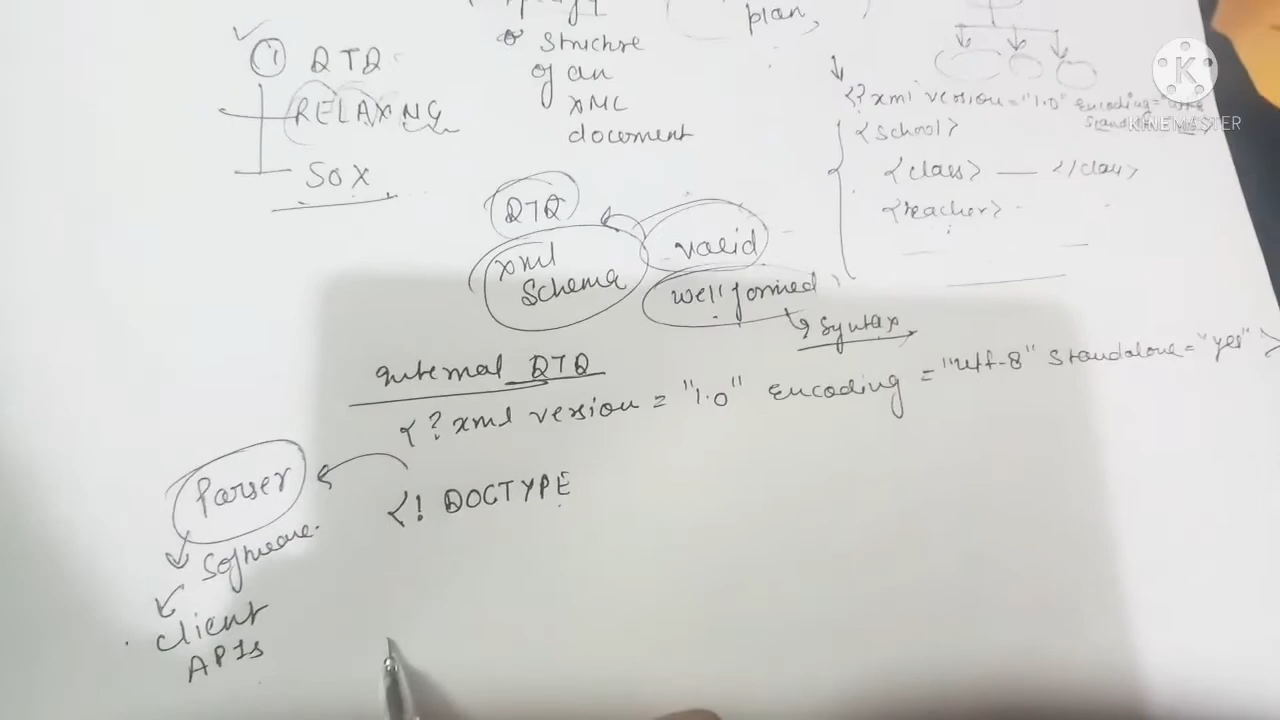 plan,
① DTD
RELAXNG
SOX
structure
of an
XML
document
<?xml version="1.0" encoding=
<school>
<class> — </class>
<teacher>
DTD
xml
schema
valid
well formed
syntax
internal DTD
<?xml version = "1.0" encoding = "utf-8" standalone="yes">
<! DOCTYPE
Parser
software.
client
APIs
K
KINEMASTER